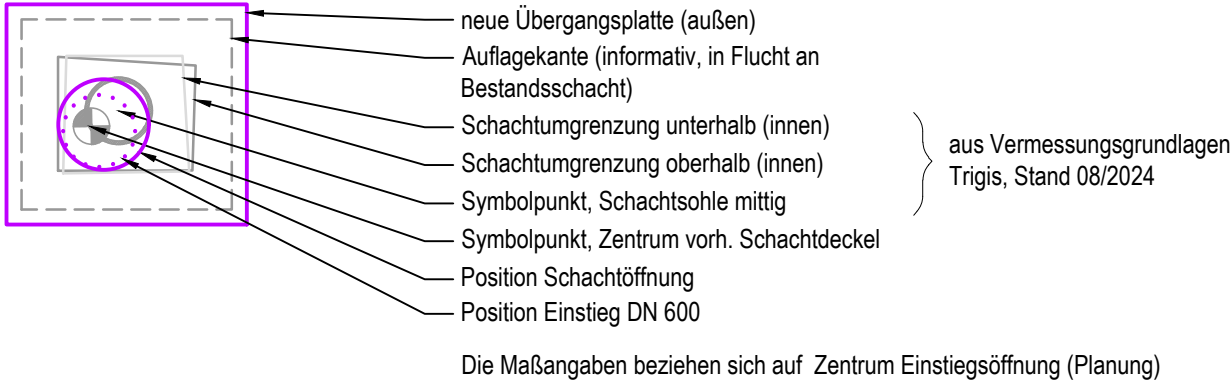 neue Übergangsplatte (außen)
Auflagekante (informativ, in Flucht an
Bestandsschacht)
Schachtumgrenzung unterhalb (innen)
Schachtumgrenzung oberhalb (innen)
Symbolpunkt, Schachtsohle mittig
aus Vermessungsgrundlagen
Trigis, Stand 08/2024
Symbolpunkt, Zentrum vorh. Schachtdeckel
Position Schachtöffnung
Position Einstieg DN 600
Die Maßangaben beziehen sich auf Zentrum Einstiegsöffnung (Planung)